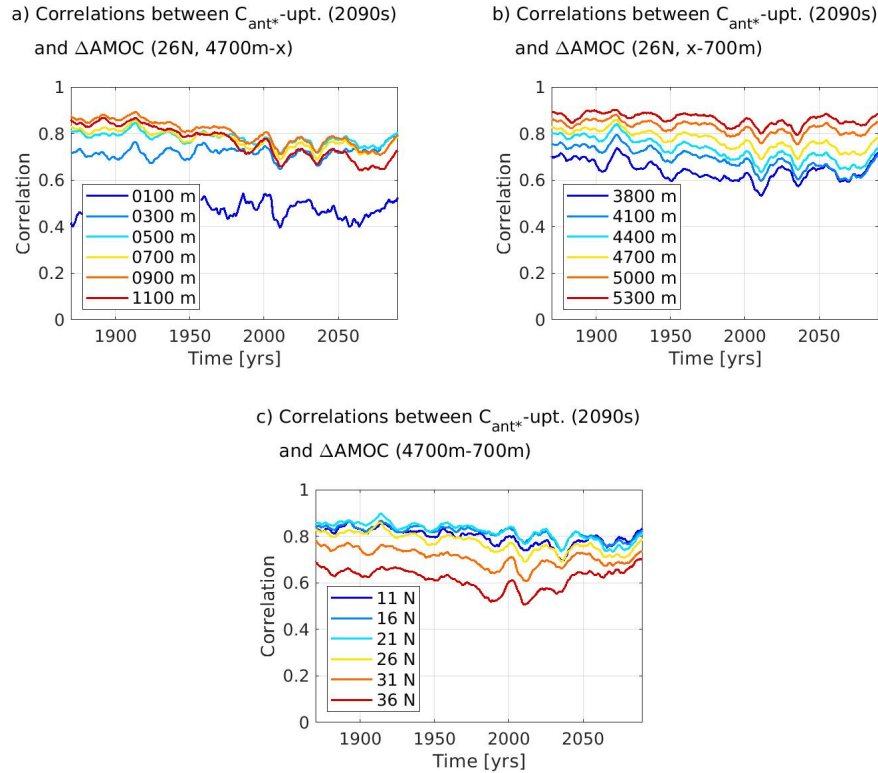 a) Correlations between C_ant*-upt. (2090s)
and ΔAMOC (26N, 4700m-x)
1
0.8
0.6
0.4
0.2
0
Correlation
0100 m
0300 m
0500 m
0700 m
0900 m
1100 m
1900 1950 2000 2050
Time [yrs]
b) Correlations between C_ant*-upt. (2090s)
and ΔAMOC (26N, x-700m)
1
0.8
0.6
0.4
0.2
0
Correlation
3800 m
4100 m
4400 m
4700 m
5000 m
5300 m
1900 1950 2000 2050
Time [yrs]
c) Correlations between C_ant*-upt. (2090s)
and ΔAMOC (4700m-700m)
1
0.8
0.6
0.4
0.2
0
Correlation
11 N
16 N
21 N
26 N
31 N
36 N
1900 1950 2000 2050
Time [yrs]